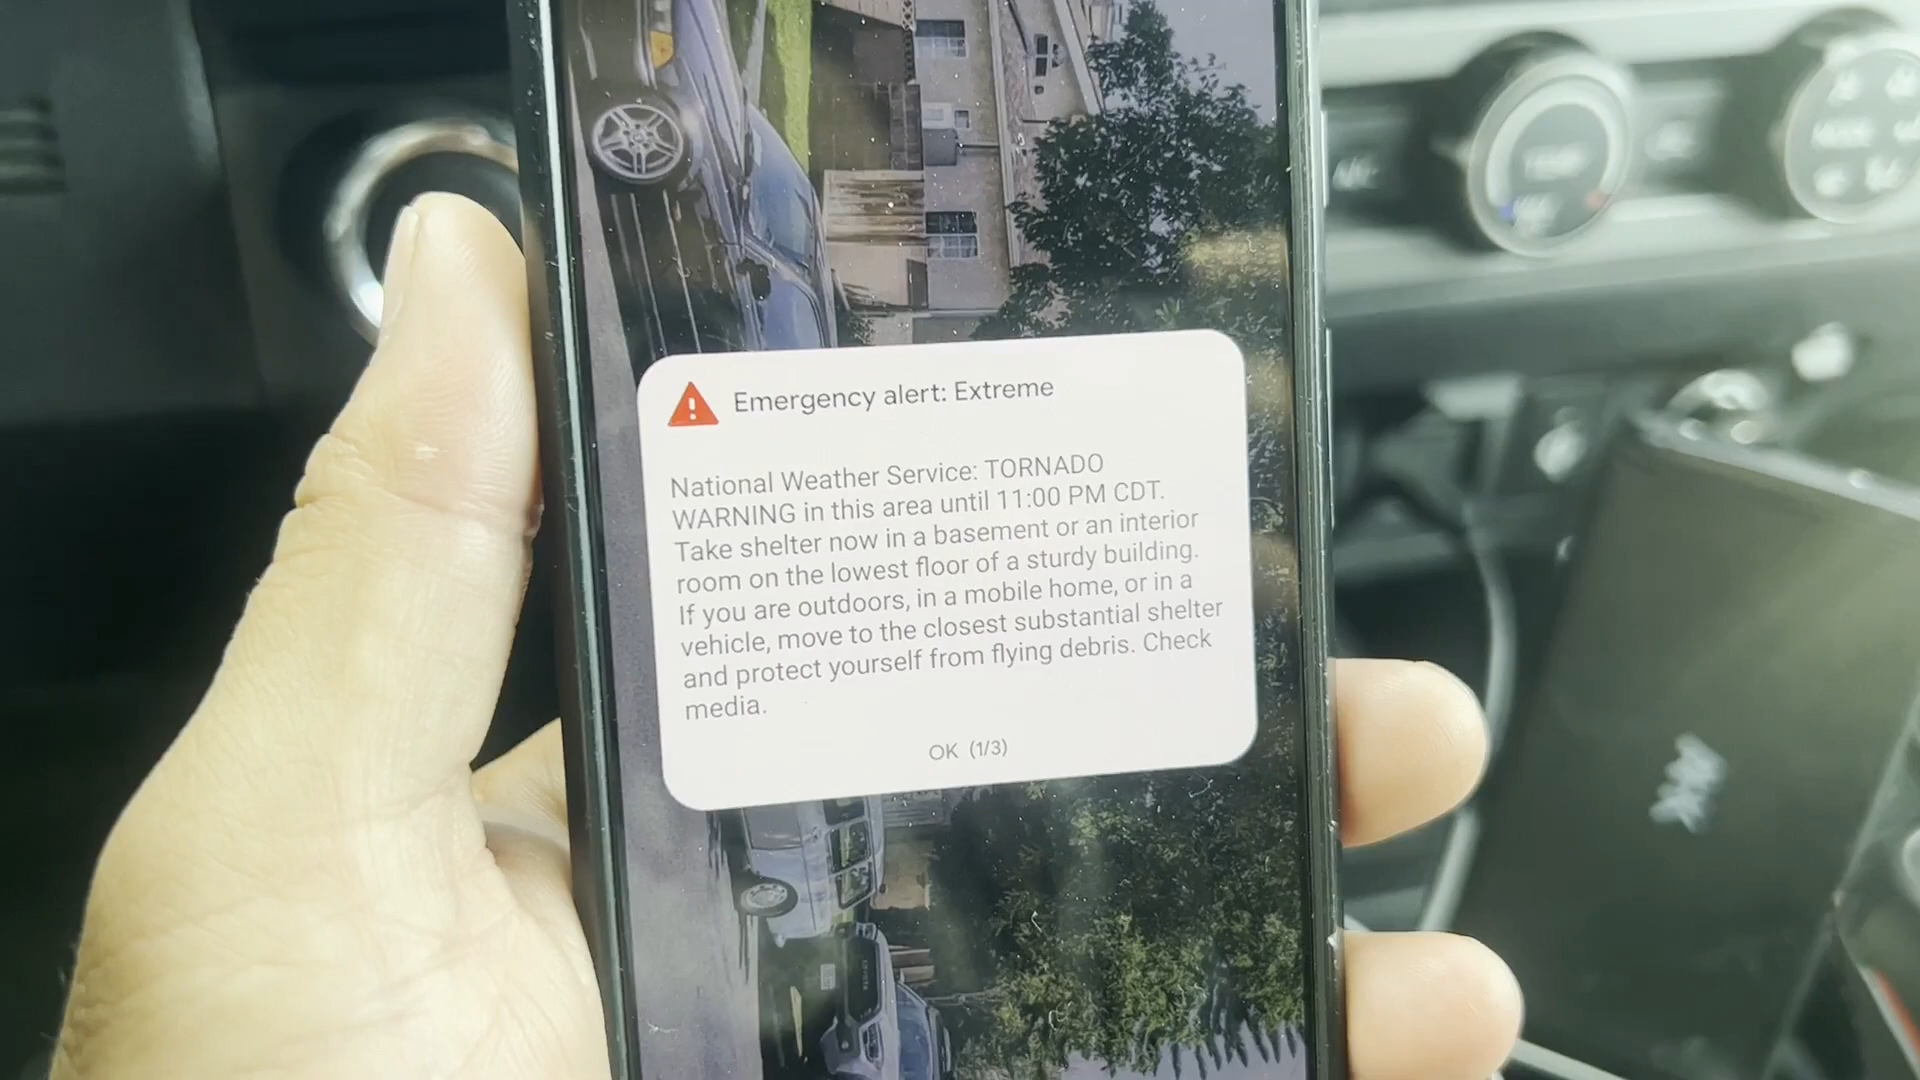 Emergency alert: Extreme
National Weather Service: TORNADO
WARNING in this area until 11:00 PM CDT.
Take shelter now in a basement or an interior
room on the lowest floor of a sturdy building.
If you are outdoors, in a mobile home, or in a
vehicle, move to the closest substantial shelter
and protect yourself from flying debris. Check
media.
OK (1/3)
TEMP
A/C
MODE